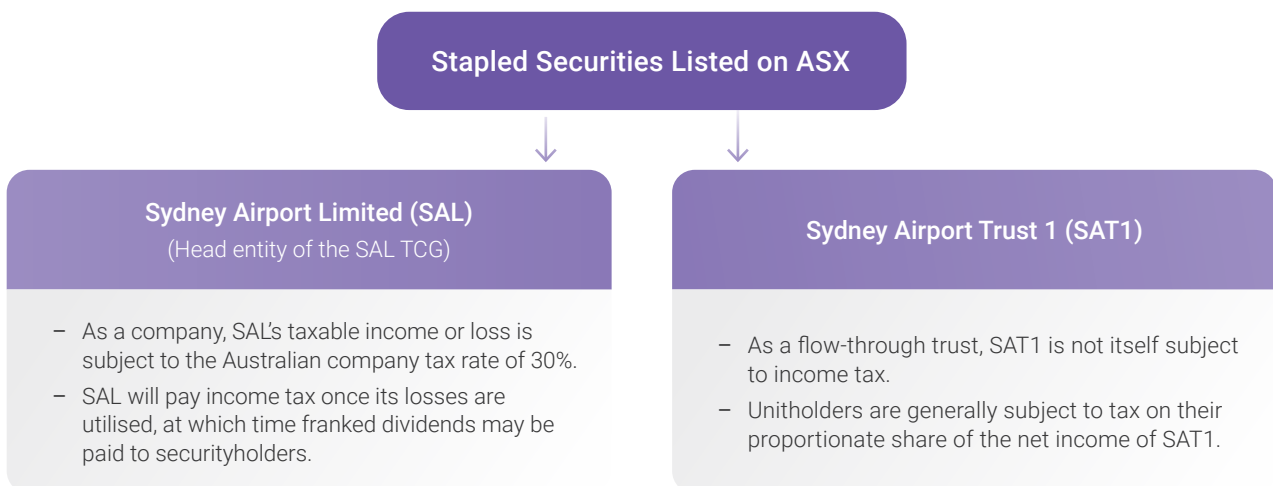 Stapled Securities Listed on ASX
Sydney Airport Limited (SAL)
(Head entity of the SAL TCG)
– As a company, SAL’s taxable income or loss is
subject to the Australian company tax rate of 30%.
– SAL will pay income tax once its losses are
utilised, at which time franked dividends may be
paid to securityholders.
Sydney Airport Trust 1 (SAT1)
– As a flow-through trust, SAT1 is not itself subject
to income tax.
– Unitholders are generally subject to tax on their
proportionate share of the net income of SAT1.